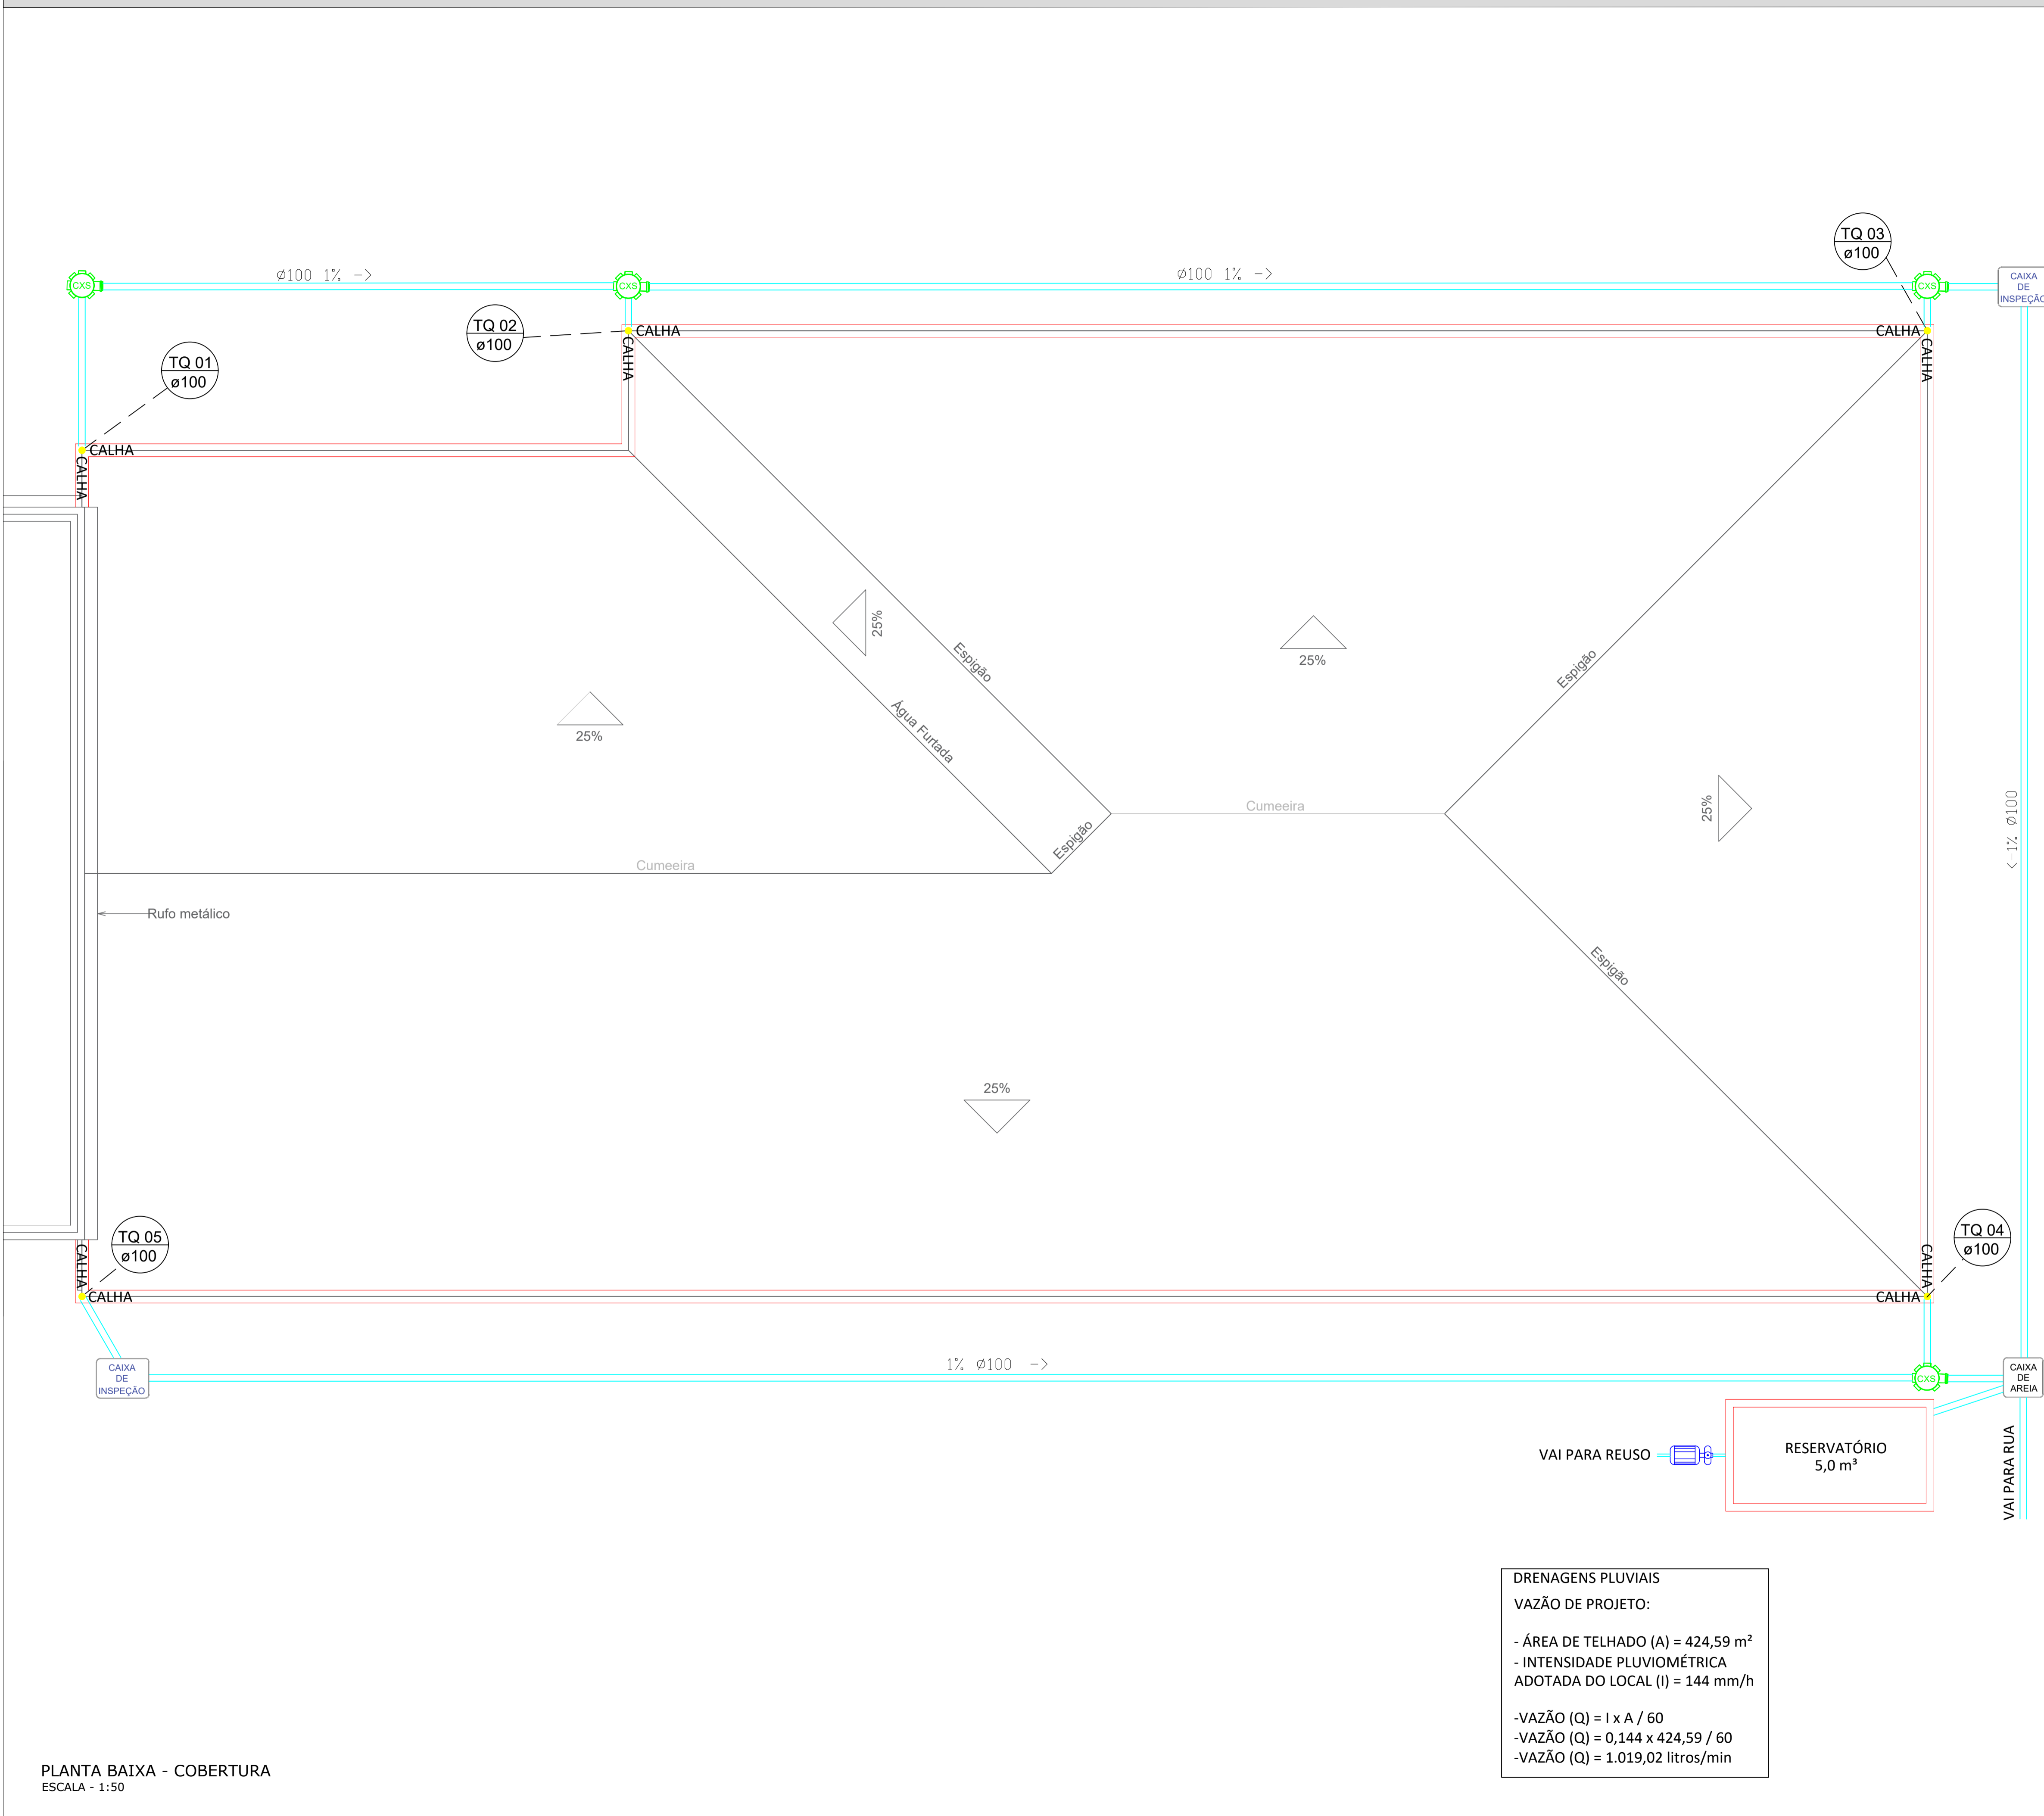 TQ 03
ø100
Ø100 1% ->
Ø100 1% ->
CAIXA
DE
INSPEÇÃO
CXS
CXS
CXS
TQ 02
ø100
CALHA
CALHA
CALHA
CALHA
TQ 01
ø100
CALHA
CALHA
25%
25%
25%
Espigão
Espigão
Água Furtada
25%
Cumeeira
Espigão
Cumeeira
<-1% Ø100
Rufo metálico
Espigão
25%
TQ 05
ø100
TQ 04
ø100
CALHA
CALHA
CALHA
CALHA
1% Ø100 ->
CAIXA
DE
INSPEÇÃO
CXS
CAIXA
DE
AREIA
VAI PARA REUSO
RESERVATÓRIO
5,0 m³
VAI PARA RUA
DRENAGENS PLUVIAIS
VAZÃO DE PROJETO:
- ÁREA DE TELHADO (A) = 424,59 m²
- INTENSIDADE PLUVIOMÉTRICA
ADOTADA DO LOCAL (I) = 144 mm/h
-VAZÃO (Q) = I x A / 60
-VAZÃO (Q) = 0,144 x 424,59 / 60
-VAZÃO (Q) = 1.019,02 litros/min
PLANTA BAIXA - COBERTURA
ESCALA - 1:50